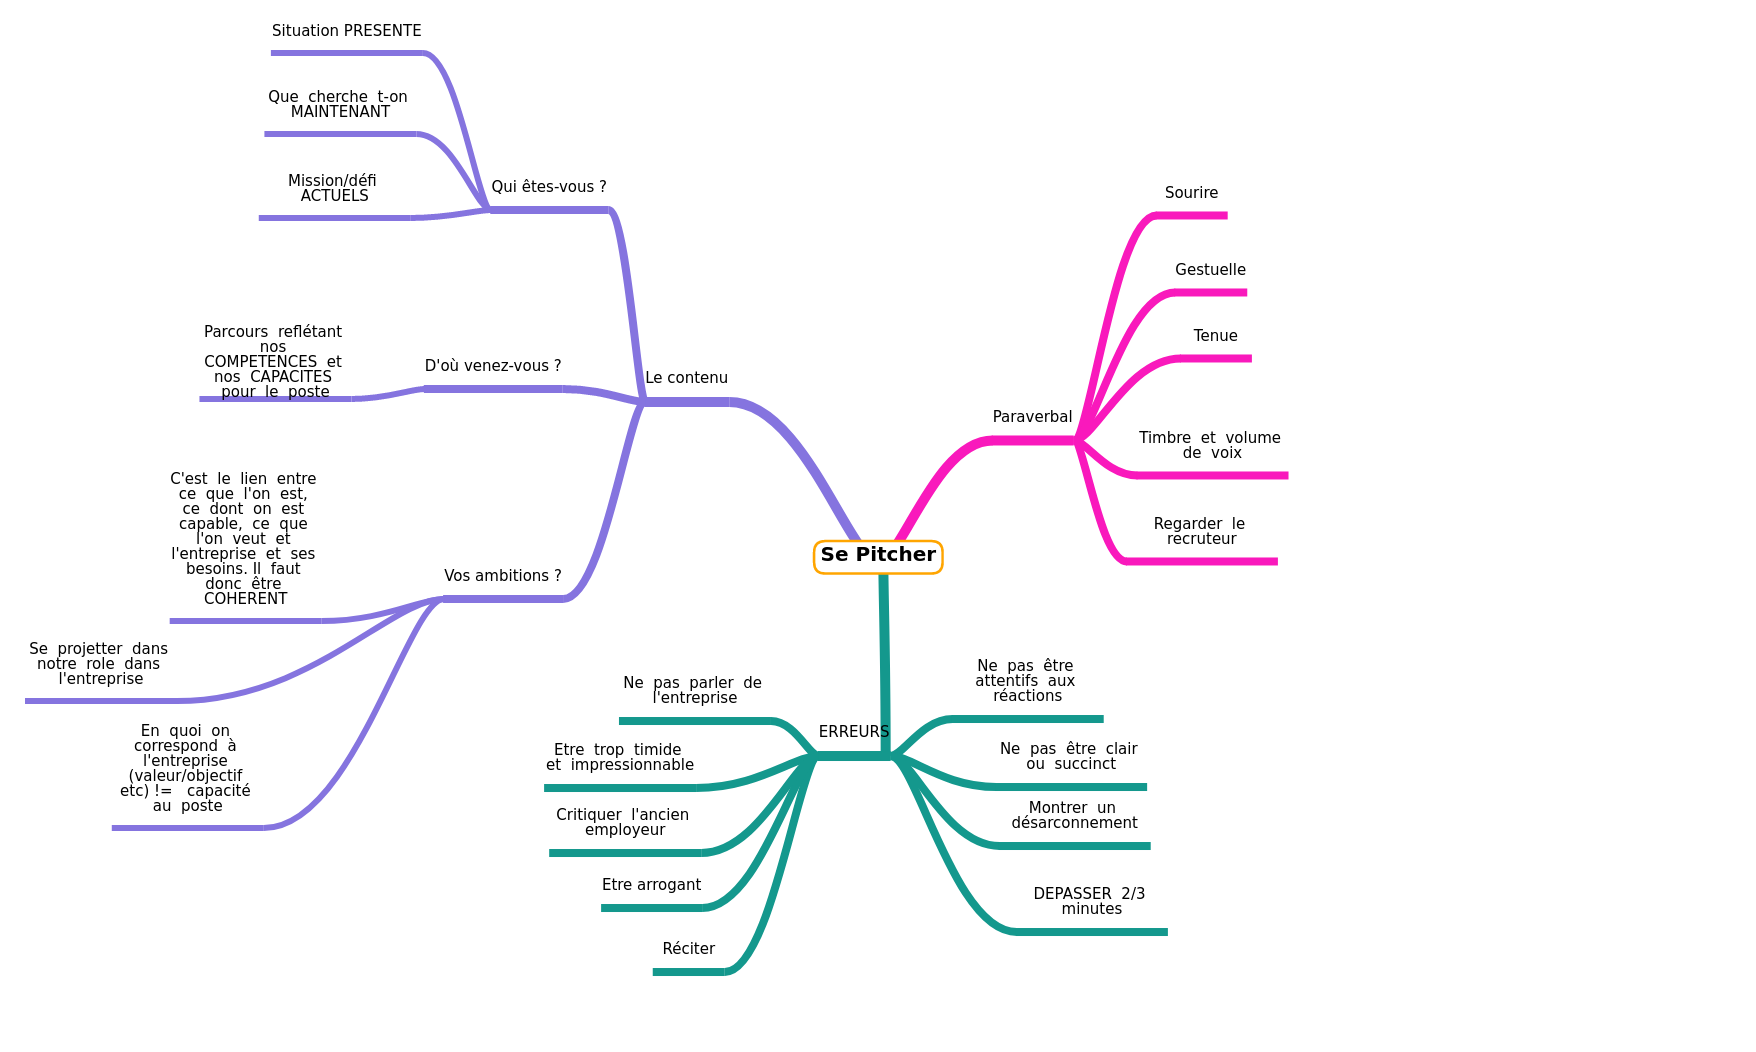 Se Pitcher
Le contenu
Qui êtes-vous ?
Situation PRESENTE
Que cherche t-on
MAINTENANT
Mission/défi
ACTUELS
D'où venez-vous ?
Parcours reflétant
nos
COMPETENCES et
nos CAPACITES
pour le poste
Vos ambitions ?
C'est le lien entre
ce que l'on est,
ce dont on est
capable, ce que
l'on veut et
l'entreprise et ses
besoins. Il faut
donc être
COHERENT
Se projetter dans
notre role dans
l'entreprise
En quoi on
correspond à
l'entreprise
(valeur/objectif
etc) != capacité
au poste
Paraverbal
Sourire
Gestuelle
Tenue
Timbre et volume
de voix
Regarder le
recruteur
ERREURS
Ne pas parler de
l'entreprise
Etre trop timide
et impressionnable
Critiquer l'ancien
employeur
Etre arrogant
Réciter
Ne pas être
attentifs aux
réactions
Ne pas être clair
ou succinct
Montrer un
désarconnement
DEPASSER 2/3
minutes